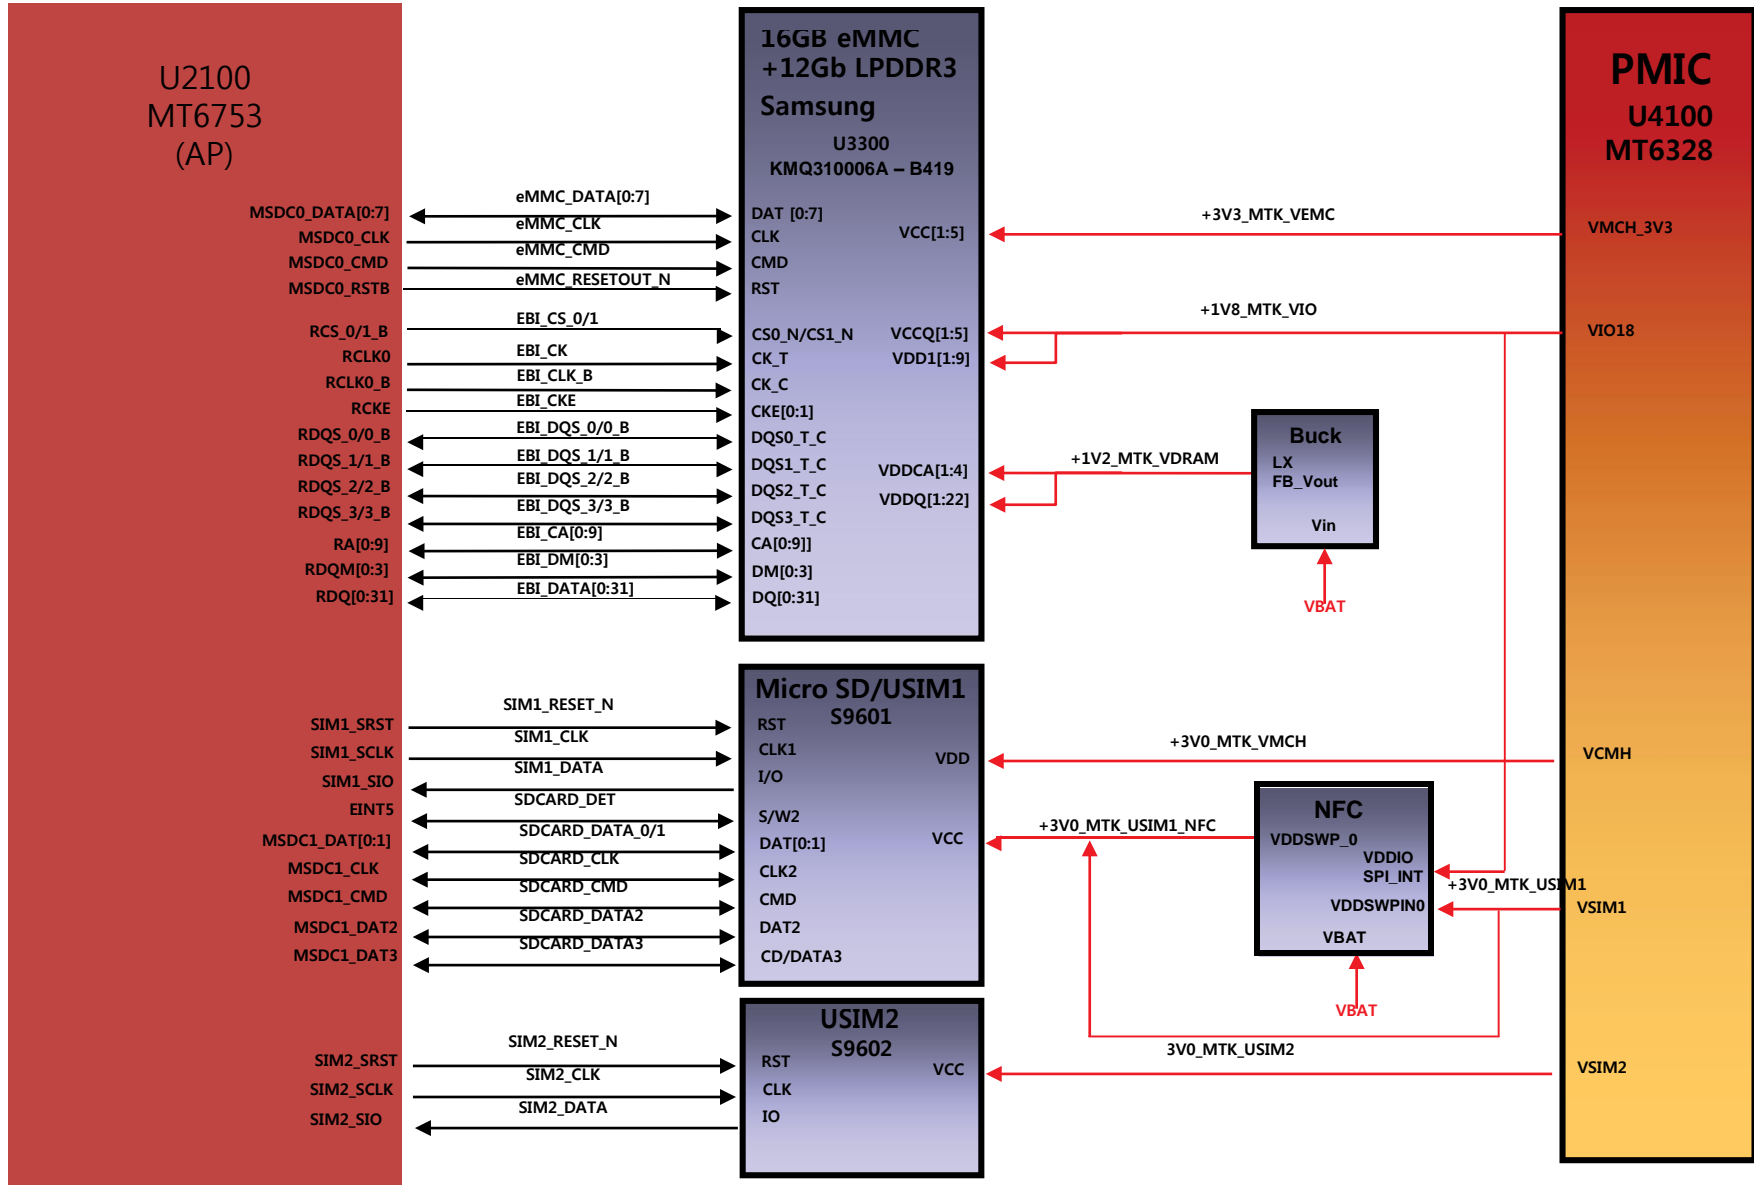 U2100
MT6753
(AP)
MSDC0_DATA[0:7]
MSDC0_CLK
MSDC0_CMD
MSDC0_RSTB
RCS_0/1_B
RCLK0
RCLK0_B
RCKE
RDQS_0/0_B
RDQS_1/1_B
RDQS_2/2_B
RDQS_3/3_B
RA[0:9]
RDQM[0:3]
RDQ[0:31]
SIM1_SRST
SIM1_SCLK
SIM1_SIO
EINT5
MSDC1_DAT[0:1]
MSDC1_CLK
MSDC1_CMD
MSDC1_DAT2
MSDC1_DAT3
SIM2_SRST
SIM2_SCLK
SIM2_SIO
eMMC_DATA[0:7]
eMMC_CLK
eMMC_CMD
eMMC_RESETOUT_N
EBI_CS_0/1
EBI_CK
EBI_CLK_B
EBI_CKE
EBI_DQS_0/0_B
EBI_DQS_1/1_B
EBI_DQS_2/2_B
EBI_DQS_3/3_B
EBI_CA[0:9]
EBI_DM[0:3]
EBI_DATA[0:31]
SIM1_RESET_N
SIM1_CLK
SIM1_DATA
SDCARD_DET
SDCARD_DATA_0/1
SDCARD_CLK
SDCARD_CMD
SDCARD_DATA2
SDCARD_DATA3
SIM2_RESET_N
SIM2_CLK
SIM2_DATA
16GB eMMC
+12Gb LPDDR3
Samsung
U3300
KMQ310006A – B419
DAT [0:7]
CLK
CMD
RST
CS0_N/CS1_N
CK_T
CK_C
CKE[0:1]
DQS0_T_C
DQS1_T_C
DQS2_T_C
DQS3_T_C
CA[0:9]]
DM[0:3]
DQ[0:31]
VCC[1:5]
VCCQ[1:5]
VDD1[1:9]
VDDCA[1:4]
VDDQ[1:22]
Micro SD/USIM1
S9601
RST
CLK1
I/O
S/W2
DAT[0:1]
CLK2
CMD
DAT2
CD/DATA3
VDD
VCC
USIM2
S9602
RST
CLK
IO
VCC
+3V3_MTK_VEMC
+1V8_MTK_VIO
+1V2_MTK_VDRAM
Buck
LX
FB_Vout
Vin
VBAT
+3V0_MTK_VMCH
+3V0_MTK_USIM1_NFC
NFC
VDDSWP_0
VDDIO
SPI_INT
VDDSWPIN0
VBAT
VBAT
+3V0_MTK_USIM1
3V0_MTK_USIM2
PMIC
U4100
MT6328
VMCH_3V3
VIO18
VCMH
VSIM1
VSIM2